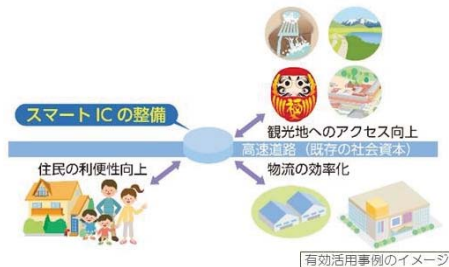 スマート IC の整備
観光地へのアクセス向上
高速道路（既存の社会資本）
住民の利便性向上
物流の効率化
有効活用事例のイメージ